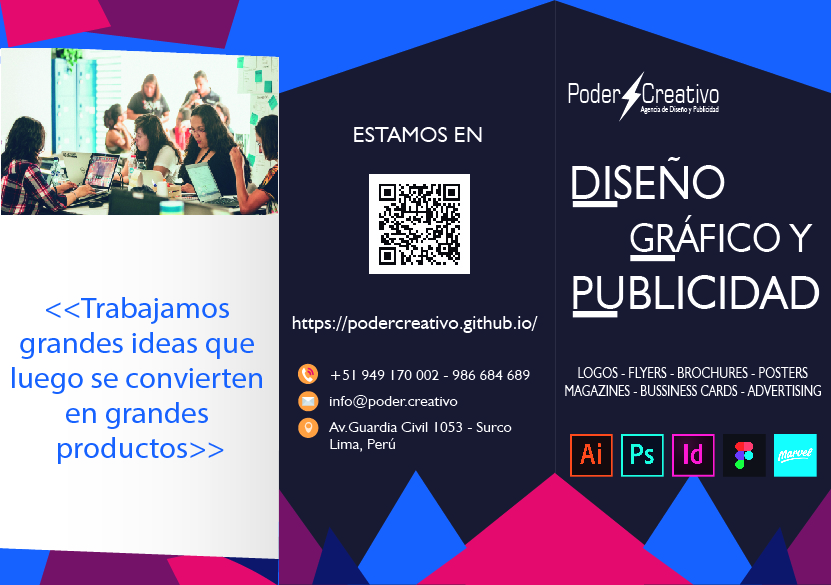 <<Trabajamos
grandes ideas que
luego se convierten
en grandes
productos>>
ESTAMOS EN
https://podercreativo.github.io/
+51 949 170 002 - 986 684 689
info@poder.creativo
Av.Guardia Civil 1053 - Surco
Lima, Perú
Poder Creativo
Agencia de Diseño y Publicidad
DISEÑO
GRÁFICO Y
PUBLICIDAD
LOGOS - FLYERS - BROCHURES - POSTERS
MAGAZINES - BUSSINESS CARDS - ADVERTISING
Ai Ps Id Marvel